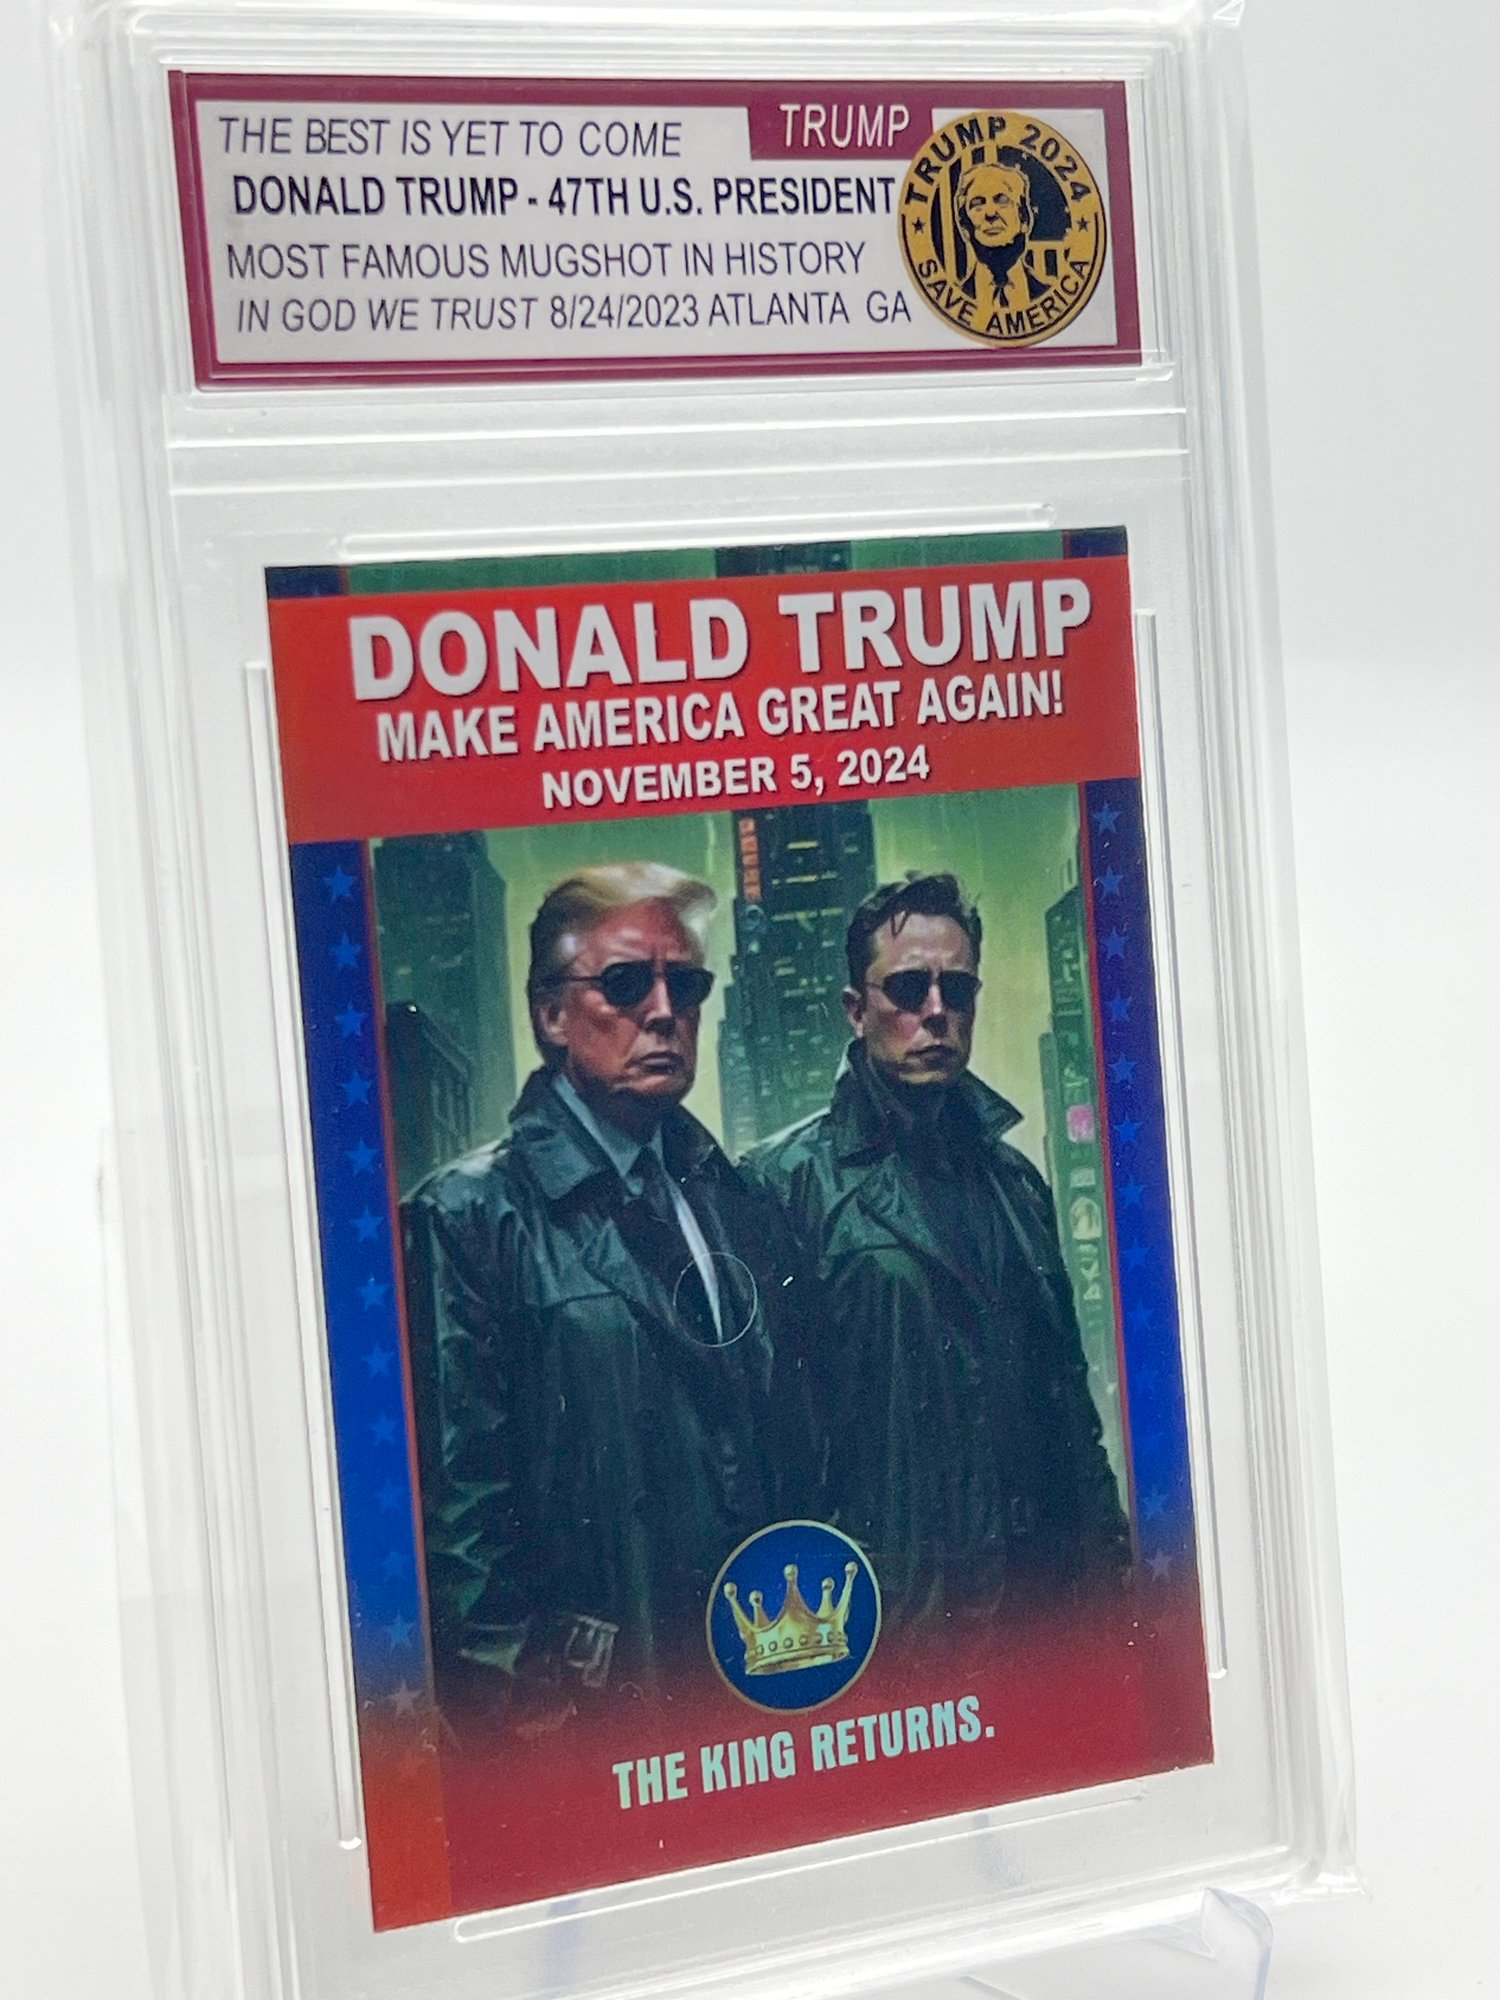 THE BEST IS YET TO COME
TRUMP
DONALD TRUMP - 47TH U.S. PRESIDENT
MOST FAMOUS MUGSHOT IN HISTORY
IN GOD WE TRUST 8/24/2023 ATLANTA GA
TRUMP 2024
SAVE AMERICA
DONALD TRUMP
MAKE AMERICA GREAT AGAIN!
NOVEMBER 5, 2024
THE KING RETURNS.